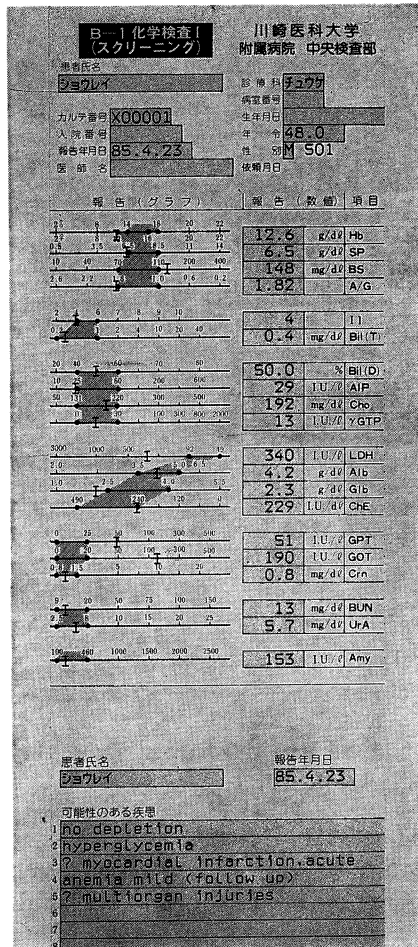 B-1 化学検査I
(スクリーニング)
川崎医科大学
附属病院 中央検査部
患者氏名
ショウレイ
診療科 チュウケ
病室番号
カルテ番号 X00001
生年月日
入院番号
年令 48.0
報告年月日 85.4.23
性別 M S01
医師名
依頼月日
報告(グラフ) 報告(数値) 項目
12.6 g/dl Hb
6.5 g/dl SP
148 mg/dl BS
1.82 A/G
4 II
0.4 mg/dl Bil(T)
50.0 % Bil(D)
29 I.U./l AlP
192 mg/dl Cho
13 I.U./l γGTP
340 I.U./l LDH
4.2 g/dl Alb
2.3 g/dl Glb
229 I.U./dl ChE
51 I.U./l GPT
190 I.U./l GOT
0.8 mg/dl Crn
13 mg/dl BUN
5.7 mg/dl UrA
153 I.U./l Amy
患者氏名
報告年月日
ショウレイ
85.4.23
可能性のある疾患
1 no depletion
2 hyperglycemia
3 ? myocardial infarction,acute
4 anemia mild (follow up)
5 ? multiorgan injuries
6
7
8